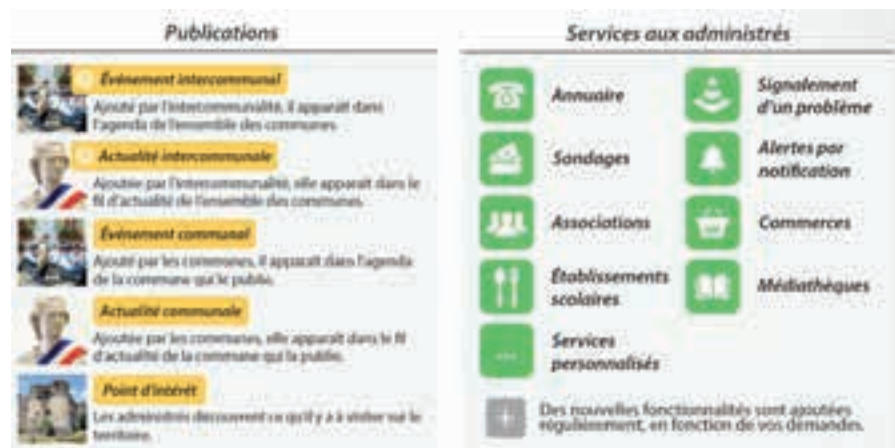 Publications
Événement intercommunal
Ajouté par l'intercommunalité, il apparait dans
l'agenda de l'ensemble des communes.
Actualité intercommunale
Ajoutée par l'intercommunalité, elle apparait dans le
fil d'actualité de l'ensemble des communes.
Événement communal
Ajouté par les communes, il apparait dans l'agenda
de la commune qui le publie.
Actualité communale
Ajoutée par les communes, elle apparait dans le fil
d'actualité de la commune qui la publie.
Point d'intérêt
Les administrés découvrent ce qu'il y a à visiter sur le
territoire.
Services aux administrés
Annuaire
Signalement
d'un problème
Sondages
Alertes par
notification
Associations
Commerces
Établissements
scolaires
Médiathèques
...
Services
personnalisés
Des nouvelles fonctionnalités sont ajoutées
régulièrement, en fonction de vos demandes.